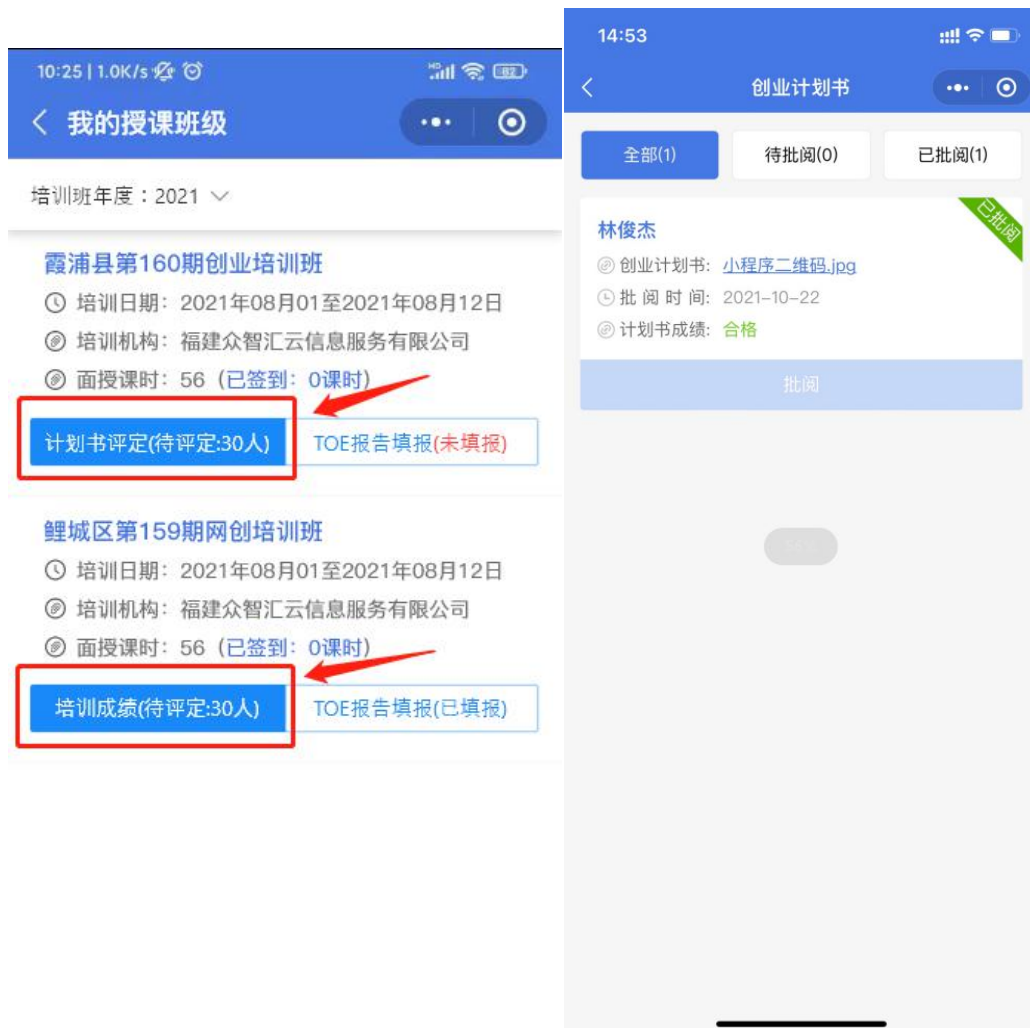 10:25 | 1.0K/s
HD
82
我的授课班级
培训班年度：2021
霞浦县第160期创业培训班
培训日期：2021年08月01至2021年08月12日
培训机构：福建众智汇云信息服务有限公司
面授课时：56（已签到：0课时）
计划书评定(待评定:30人)
TOE报告填报(未填报)
鲤城区第159期网创培训班
培训日期：2021年08月01至2021年08月12日
培训机构：福建众智汇云信息服务有限公司
面授课时：56（已签到：0课时）
培训成绩(待评定:30人)
TOE报告填报(已填报)
14:53
创业计划书
全部(1)
待批阅(0)
已批阅(1)
林俊杰
已批阅
创业计划书: 小程序二维码.jpg
批 阅 时 间: 2021-10-22
计划书成绩: 合格
批阅